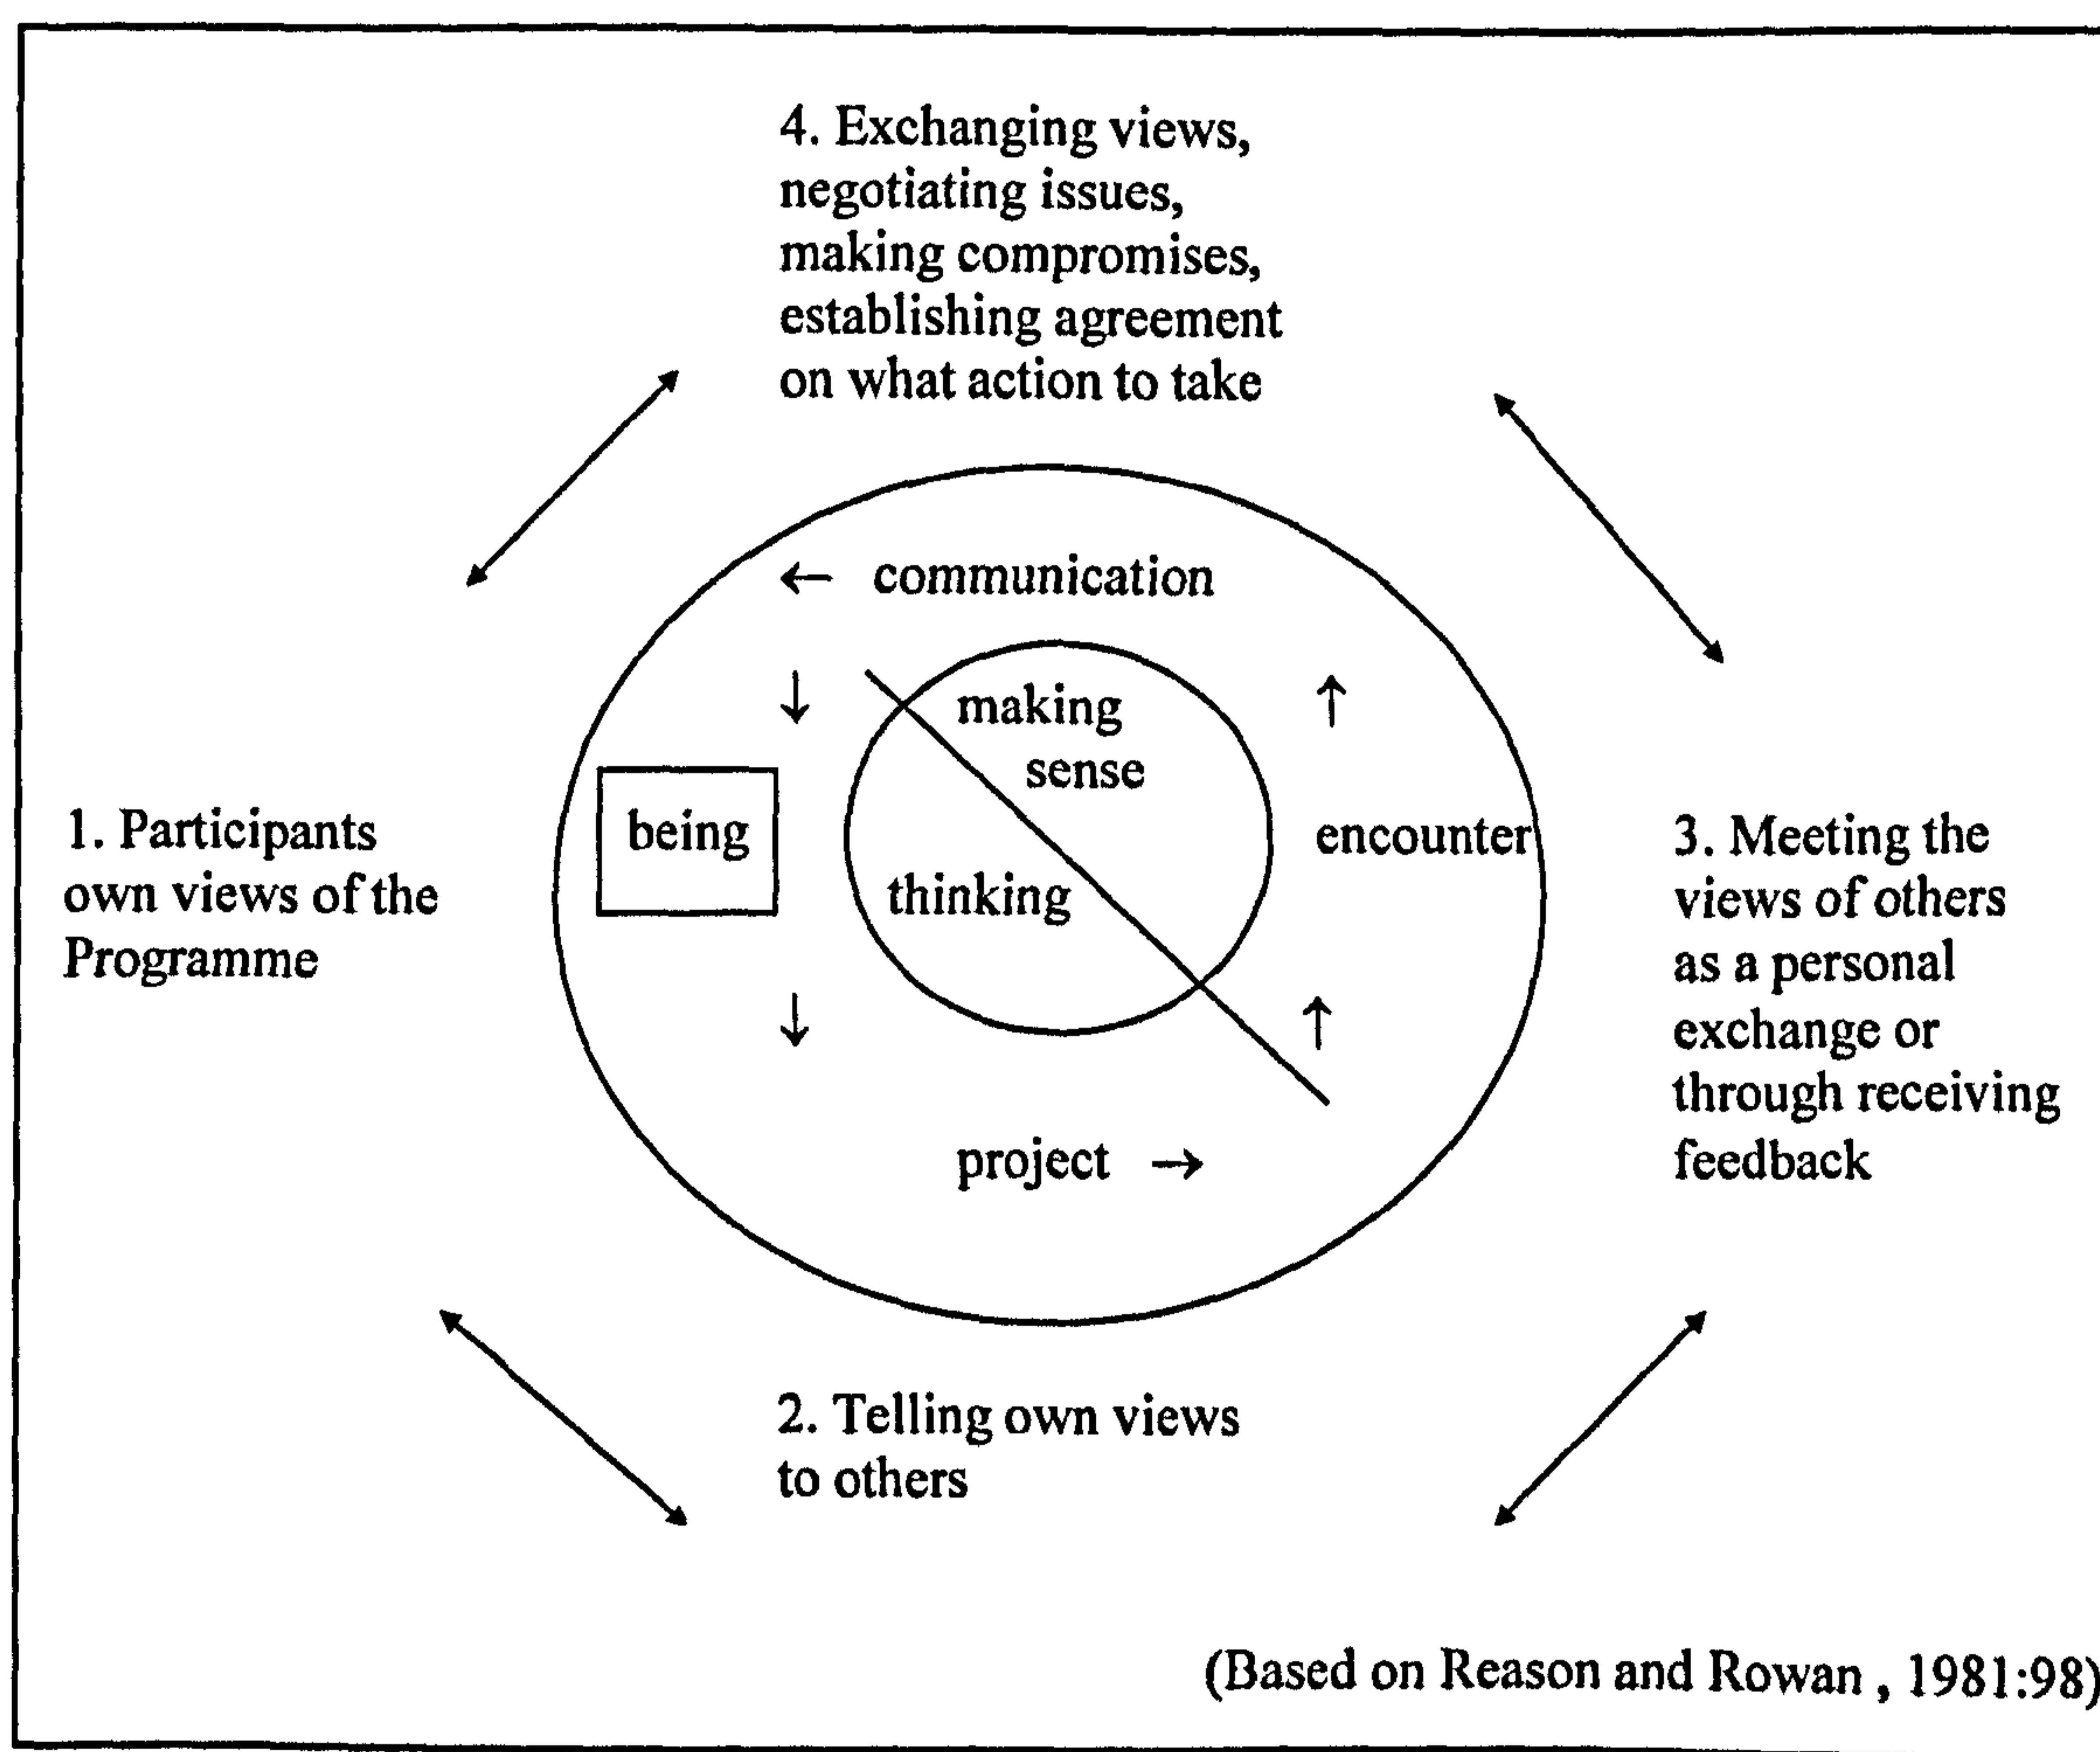 4. Exchanging views,
negotiating issues,
making compromises,
establishing agreement
on what action to take
← communication
↓
↑
making
sense
being
encounter
thinking
↓
↑
project →
1. Participants
own views of the
Programme
3. Meeting the
views of others
as a personal
exchange or
through receiving
feedback
2. Telling own views
to others
(Based on Reason and Rowan , 1981:98)